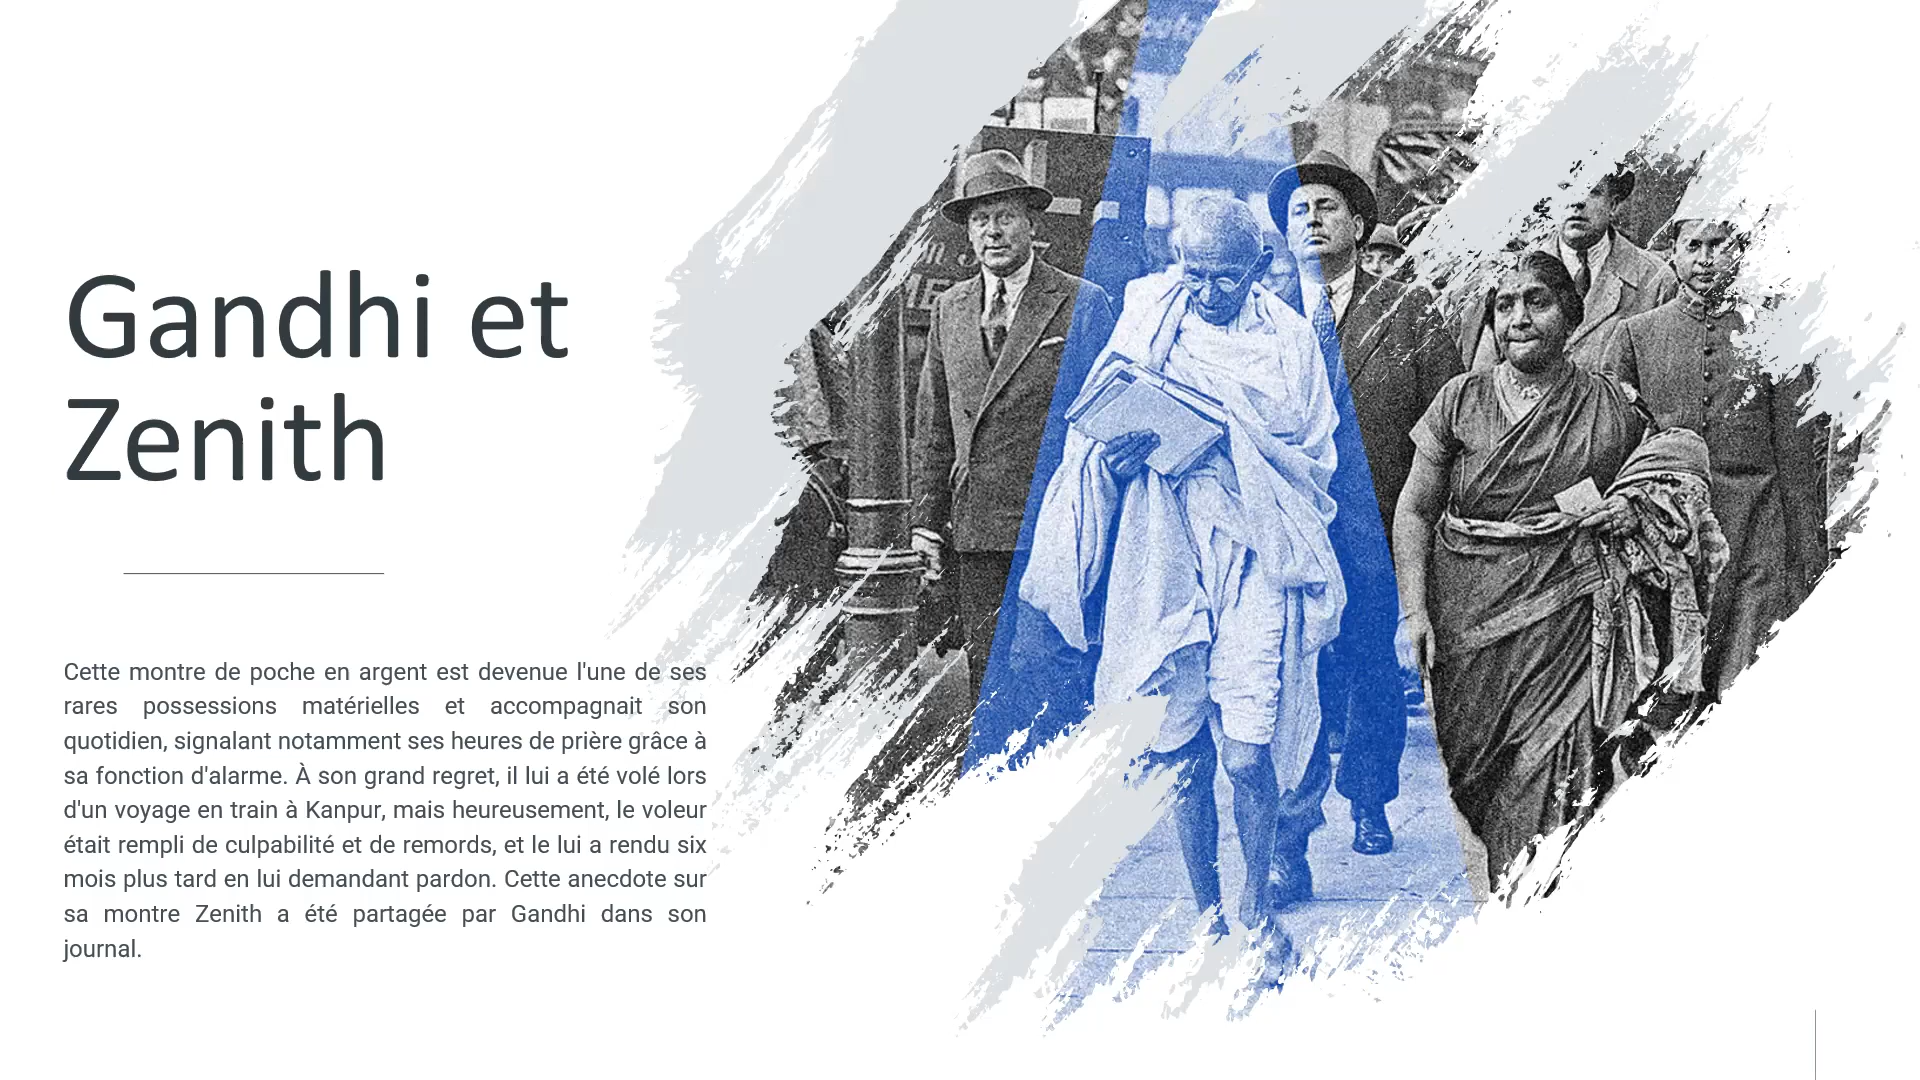 Gandhi et
Zenith
Cette montre de poche en argent est devenue l'une de ses
rares possessions matérielles et accompagnait son
quotidien, signalant notamment ses heures de prière grâce à
sa fonction d'alarme. À son grand regret, il lui a été volé lors
d'un voyage en train à Kanpur, mais heureusement, le voleur
était rempli de culpabilité et de remords, et le lui a rendu six
mois plus tard en lui demandant pardon. Cette anecdote sur
sa montre Zenith a été partagée par Gandhi dans son
journal.